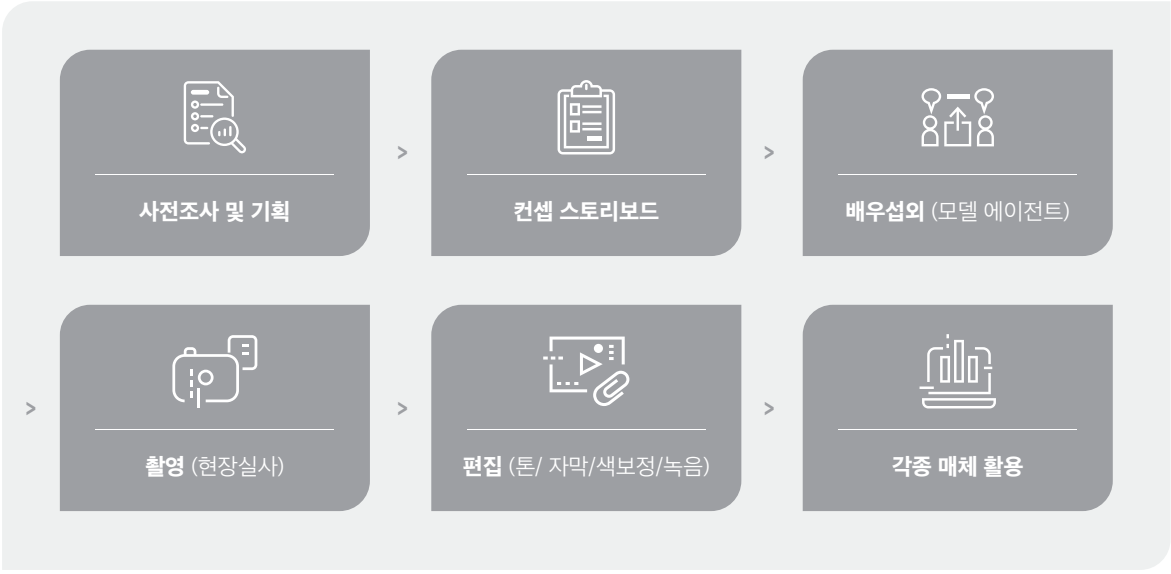 사전조사 및 기획
>
컨셉 스토리보드
>
배우섭외 (모델 에이전트)
>
촬영 (현장실사)
>
편집 (톤/ 자막/색보정/녹음)
>
각종 매체 활용